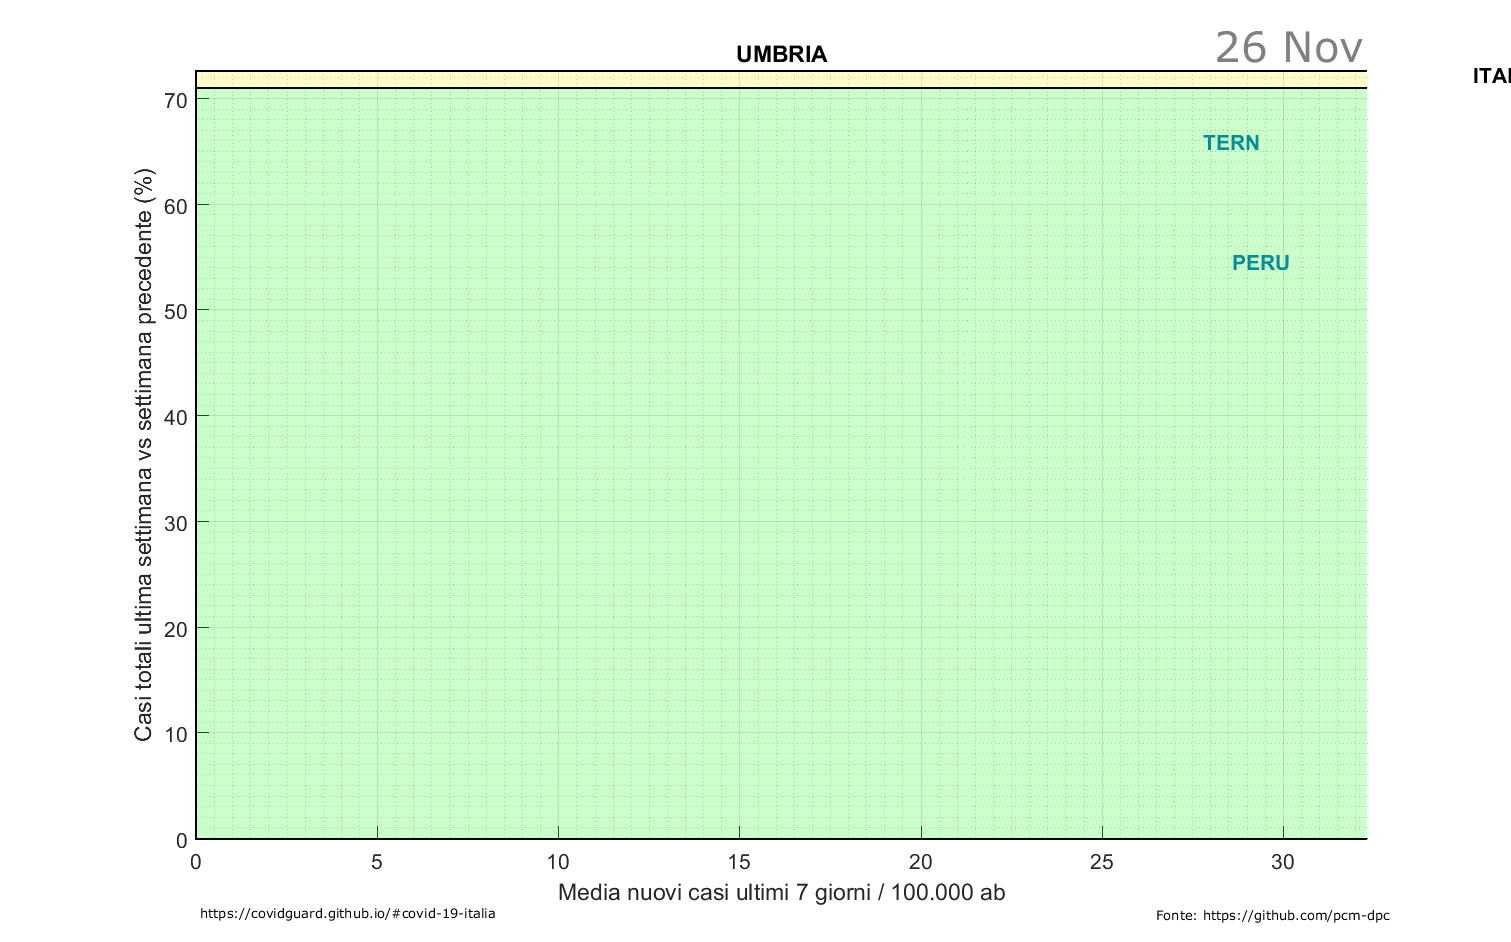 UMBRIA
26 Nov
ITAI
Casi totali ultima settimana vs settimana precedente (%)
70
60
50
40
30
20
10
0
TERN
PERU
0 5 10 15 20 25 30
Media nuovi casi ultimi 7 giorni / 100.000 ab
https://covidguard.github.io/#covid-19-italia
Fonte: https://github.com/pcm-dpc